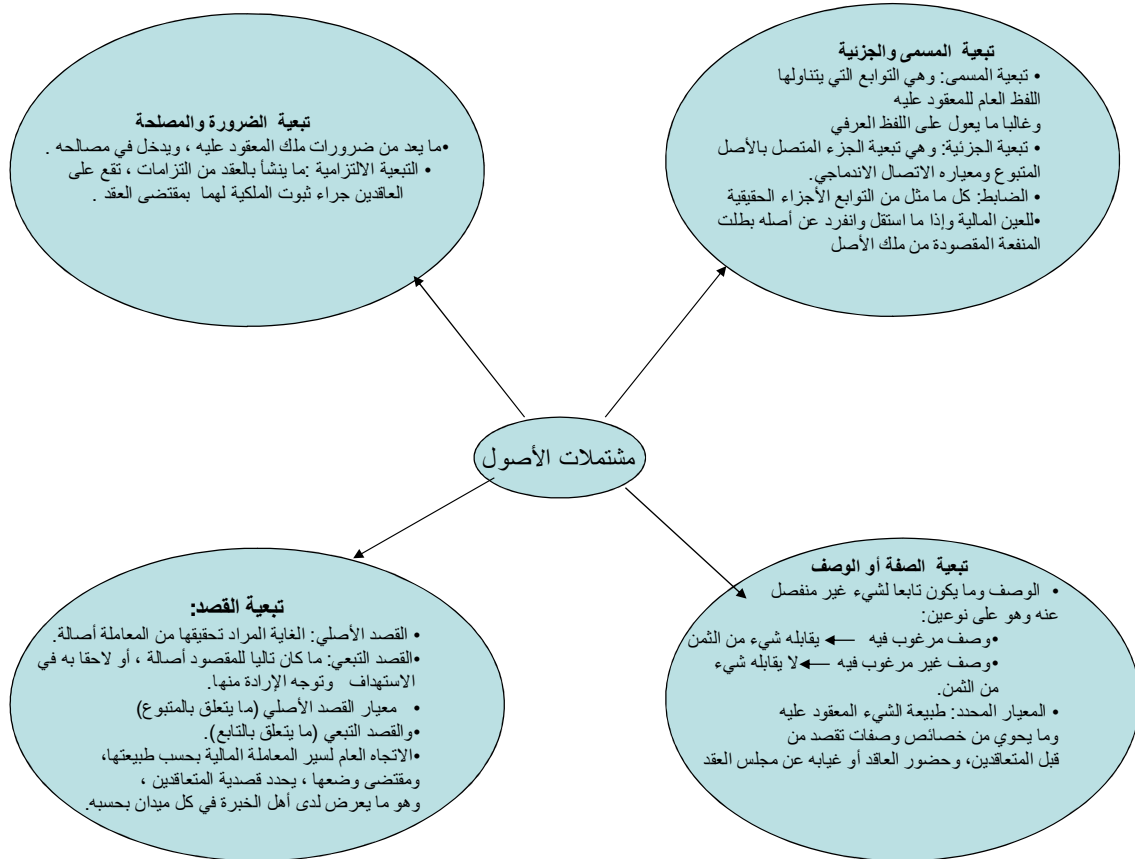 تبعية المسمى والجزئية
• تبعية المسمى: وهي التوابع التي يتناولها
اللفظ العام للمعقود عليه
وغالبا ما يعول على اللفظ العرفي
• تبعية الجزئية: وهي تبعية الجزء المتصل بالأصل
المتبوع ومعياره الاتصال الاندماجي.
• الضابط: كل ما مثل من التوابع الأجزاء الحقيقية
•للعين المالية وإذا ما استقل وانفرد عن أصله بطلت
المنفعة المقصودة من ملك الأصل
تبعية الضرورة والمصلحة
•ما يعد من ضرورات ملك المعقود عليه ، ويدخل في مصالحه .
• التبعية الالتزامية :ما ينشأ بالعقد من التزامات ، تقع على
العاقدين جراء ثبوت الملكية لهما بمقتضى العقد .
مشتملات الأصول
تبعية الصفة أو الوصف
• الوصف وما يكون تابعا لشيء غير منفصل
عنه وهو على نوعين:
•وصف مرغوب فيه ← يقابله شيء من الثمن
•وصف غير مرغوب فيه ← لا يقابله شيء
من الثمن.
• المعيار المحدد: طبيعة الشيء المعقود عليه
وما يحوي من خصائص وصفات تقصد من
قبل المتعاقدين، وحضور العاقد أو غيابه عن مجلس العقد
تبعية القصد:
• القصد الأصلي: الغاية المراد تحقيقها من المعاملة أصالة.
•القصد التبعي: ما كان تاليا للمقصود أصالة ، أو لاحقا به في
الاستهداف وتوجه الإرادة منها.
• معيار القصد الأصلي (ما يتعلق بالمتبوع)
•والقصد التبعي (ما يتعلق بالتابع).
•الاتجاه العام لسير المعاملة المالية بحسب طبيعتها،
ومقتضى وضعها ، يحدد قصدية المتعاقدين ،
وهو ما يعرض لدى أهل الخبرة في كل ميدان بحسبه.